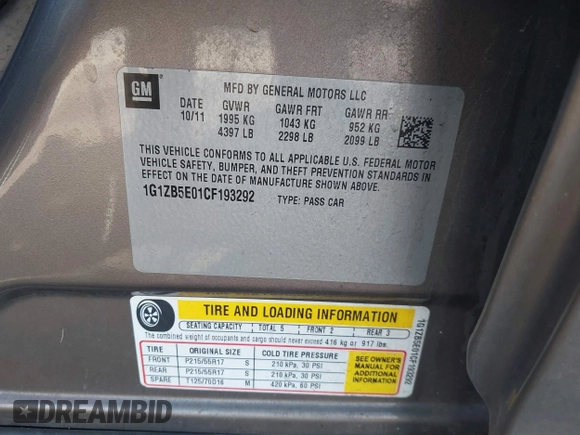 GM
MFD BY GENERAL MOTORS LLC
DATE GVWR GAWR FRT GAWR RR
10/11 1995 KG 1043 KG 952 KG
4397 LB 2298 LB 2099 LB
THIS VEHICLE CONFORMS TO ALL APPLICABLE U.S. FEDERAL MOTOR
VEHICLE SAFETY, BUMPER, AND THEFT PREVENTION STANDARDS IN
EFFECT ON THE DATE OF MANUFACTURE SHOWN ABOVE.
1G1ZB5E01CF193292 TYPE: PASS CAR
TIRE AND LOADING INFORMATION
SEATING CAPACITY TOTAL 5 FRONT 2 REAR 3
The combined weight of occupants and cargo should never exceed 416 kg or 917 lbs.
TIRE ORIGINAL SIZE COLD TIRE PRESSURE
FRONT P215/55R17 S 210 kPa, 30 PSI
REAR P215/55R17 S 210 kPa, 30 PSI
SPARE T125/70D16 M 420 kPa, 60 PSI
SEE OWNER'S
MANUAL FOR
ADDITIONAL
INFORMATION
1G1ZB5E01CF193292
DREAMBID